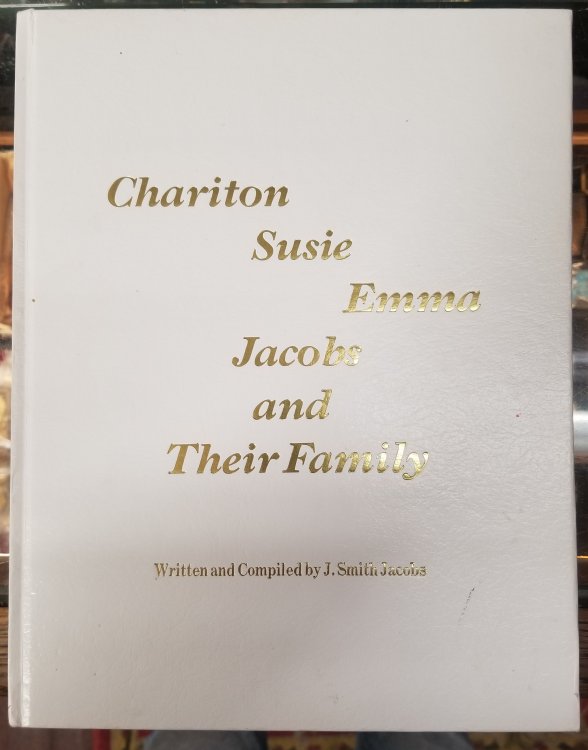 Chariton
Susie
Emma
Jacobs
and
Their Family
Written and Compiled by J. Smith Jacobs